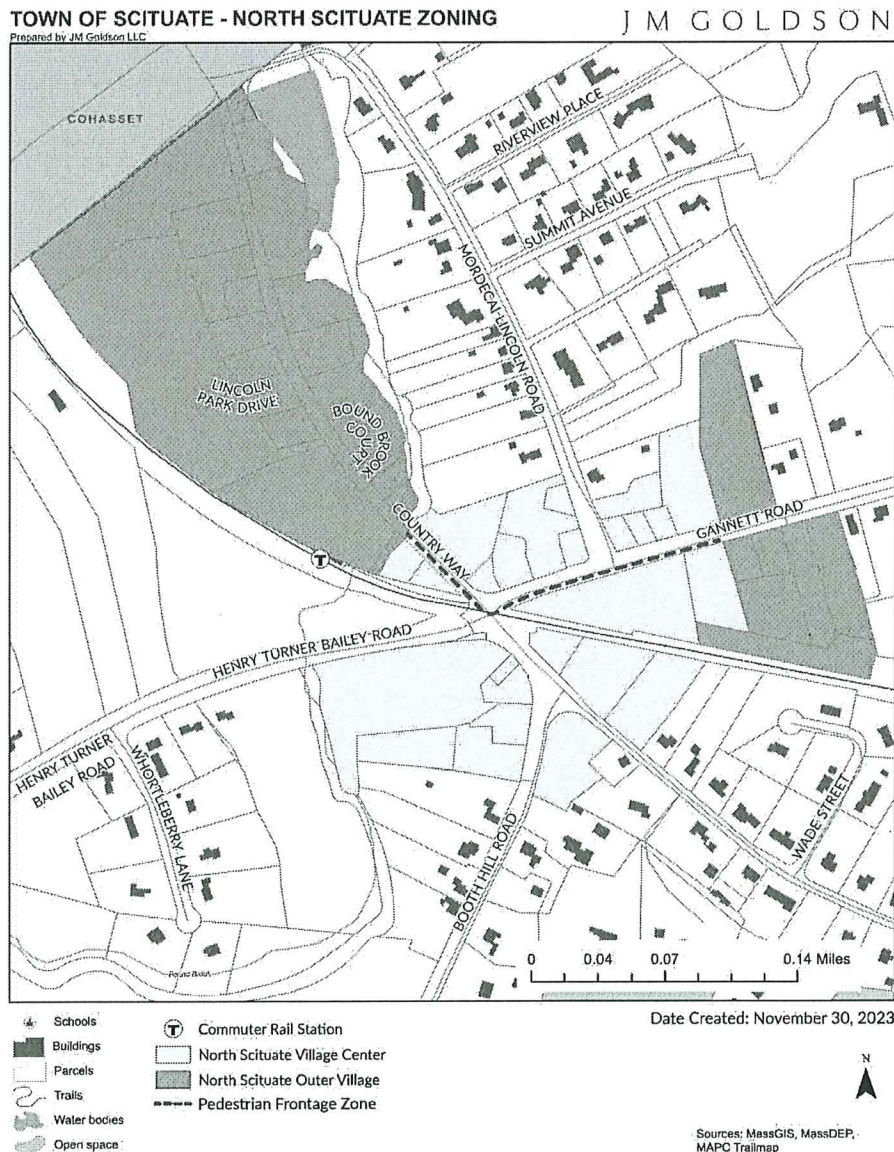 TOWN OF SCITUATE - NORTH SCITUATE ZONING
Prepared by JM Goldson LLC
J M GOLDSON
COHASSET
RIVERVIEW PLACE
SUMMIT AVENUE
MORDECAI LINCOLN ROAD
LINCOLN
PARK DRIVE
BOUND BROOK
COURT
COUNTRY WAY
GANNETT ROAD
T
HENRY TURNER BAILEY ROAD
HENRY TURNER
BAILEY ROAD
WHORTLEBERRY LANE
BOOTH HILL ROAD
WADE STREET
Bound Brook
0 0.04 0.07 0.14 Miles
Date Created: November 30, 2023
Schools
Buildings
Parcels
Trails
Water bodies
Open space
T Commuter Rail Station
North Scituate Village Center
North Scituate Outer Village
Pedestrian Frontage Zone
N
Sources: MassGIS, MassDEP,
MAPC Trailmap